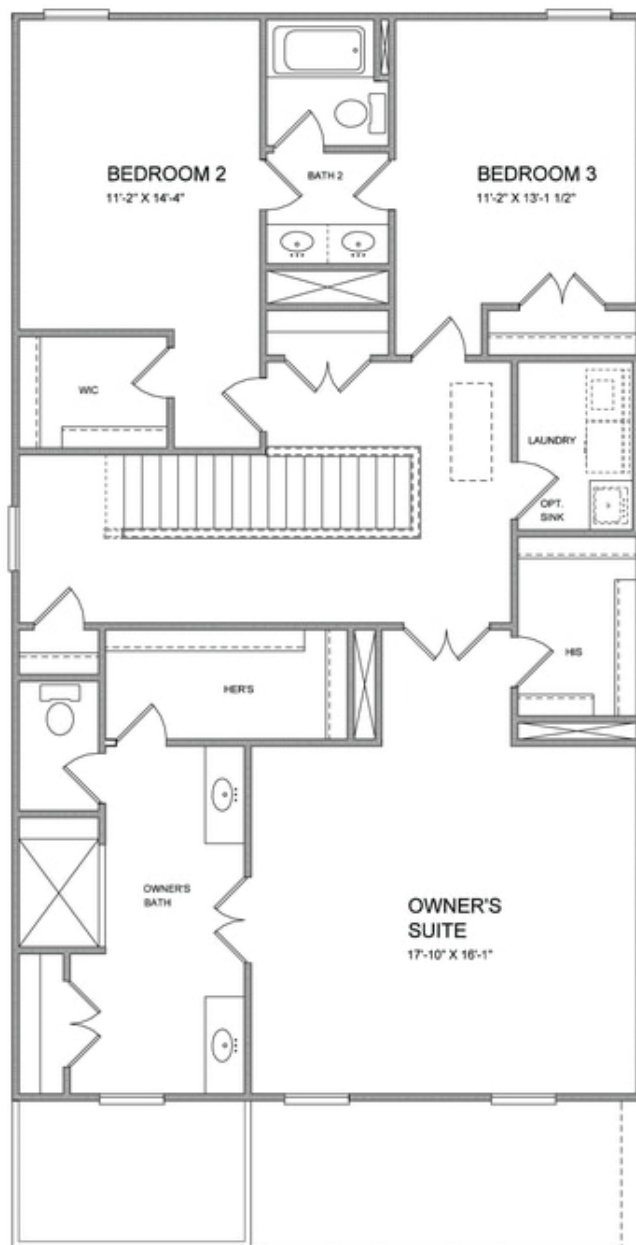 BEDROOM 2
11'-2" X 14'-4"
BATH 2
BEDROOM 3
11'-2" X 13'-1 1/2"
WIC
LAUNDRY
OPT.
SINK
HIS
HER'S
OWNER'S
BATH
OWNER'S
SUITE
17'-10" X 16'-1"